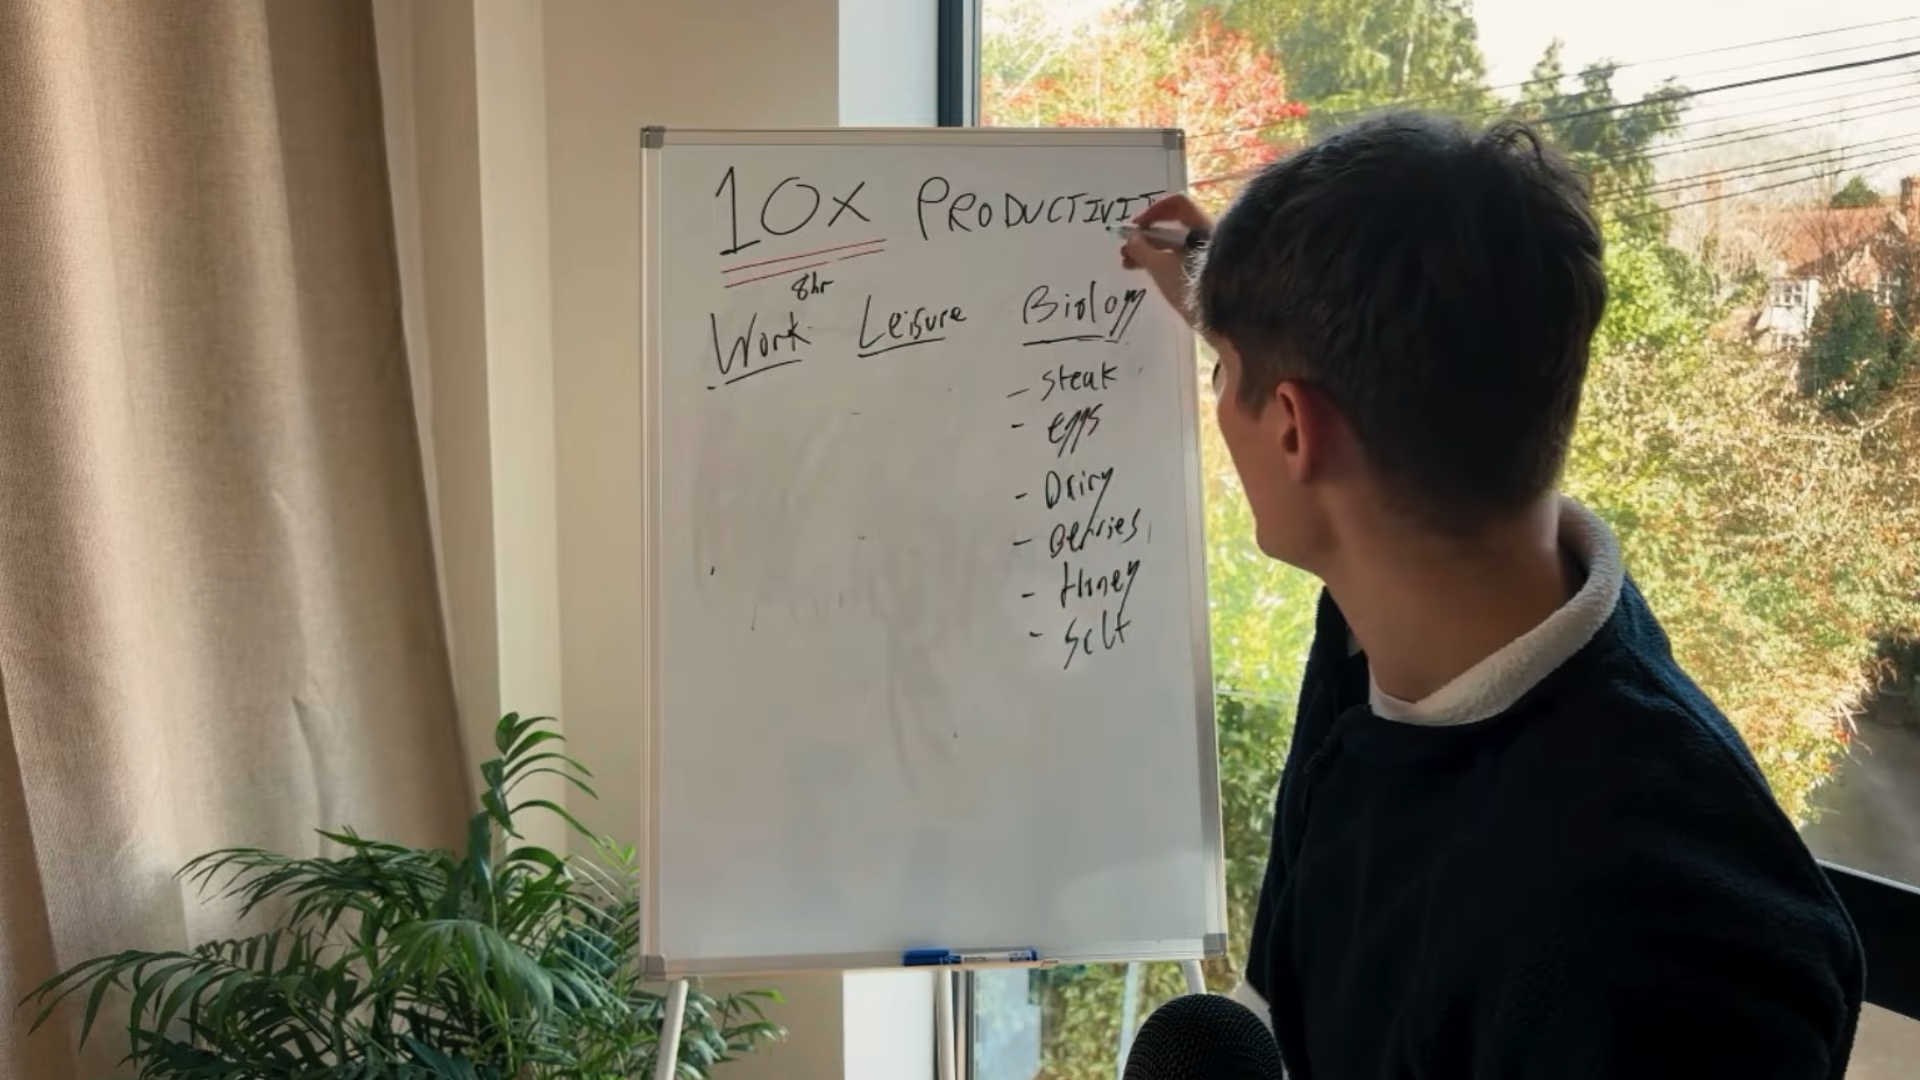 10x PRODUCTIVIT
8hr
Work Leisure Biology
- steak
- eggs
- Dairy
- Berries
- Honey
- salt